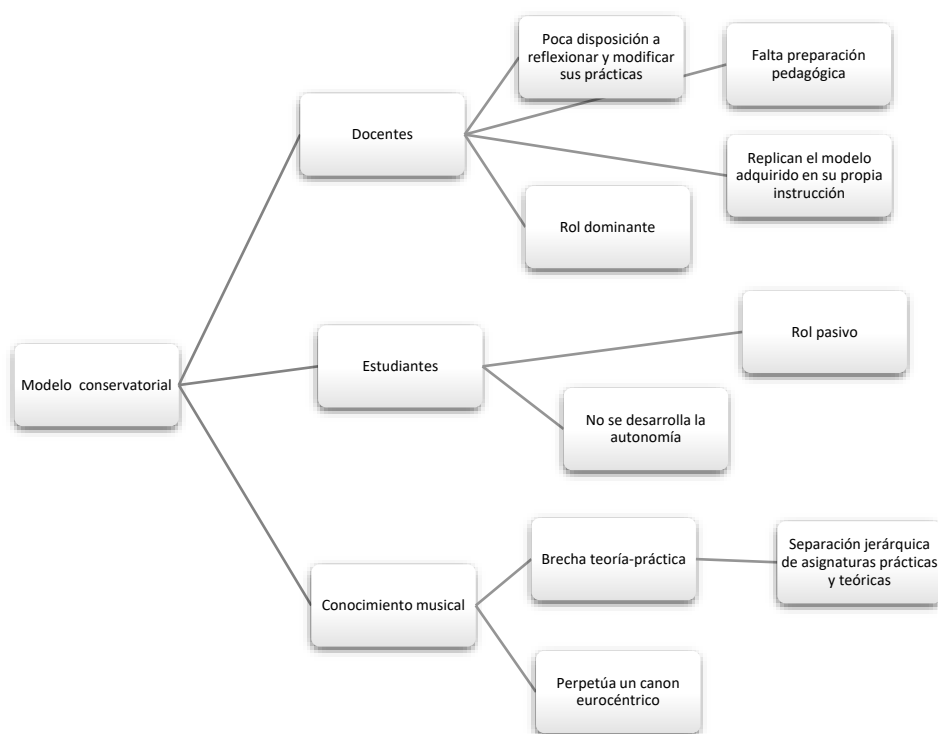 Poca disposición a
reflexionar y modificar
sus prácticas
Falta preparación
pedagógica
Docentes
Replican el modelo
adquirido en su propia
instrucción
Rol dominante
Rol pasivo
Modelo conservatorial
Estudiantes
No se desarrolla la
autonomía
Brecha teoría-práctica
Separación jerárquica
de asignaturas prácticas
y teóricas
Conocimiento musical
Perpetúa un canon
eurocéntrico